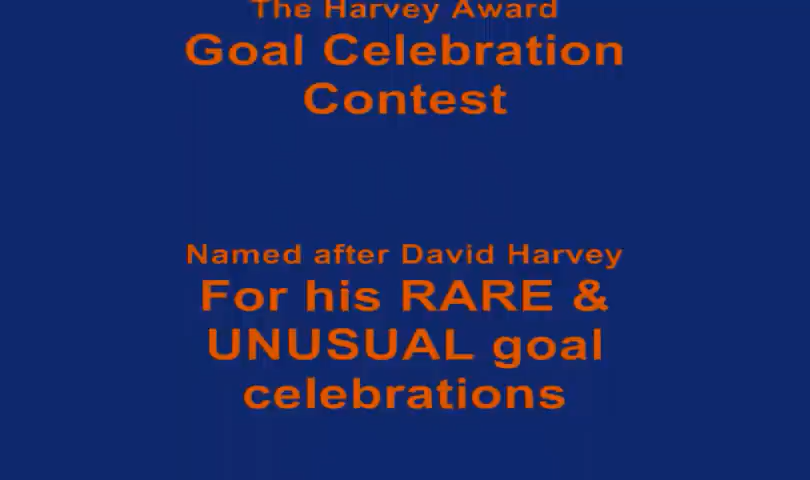 The Harvey Award
Goal Celebration
Contest
Named after David Harvey
For his RARE &
UNUSUAL goal
celebrations